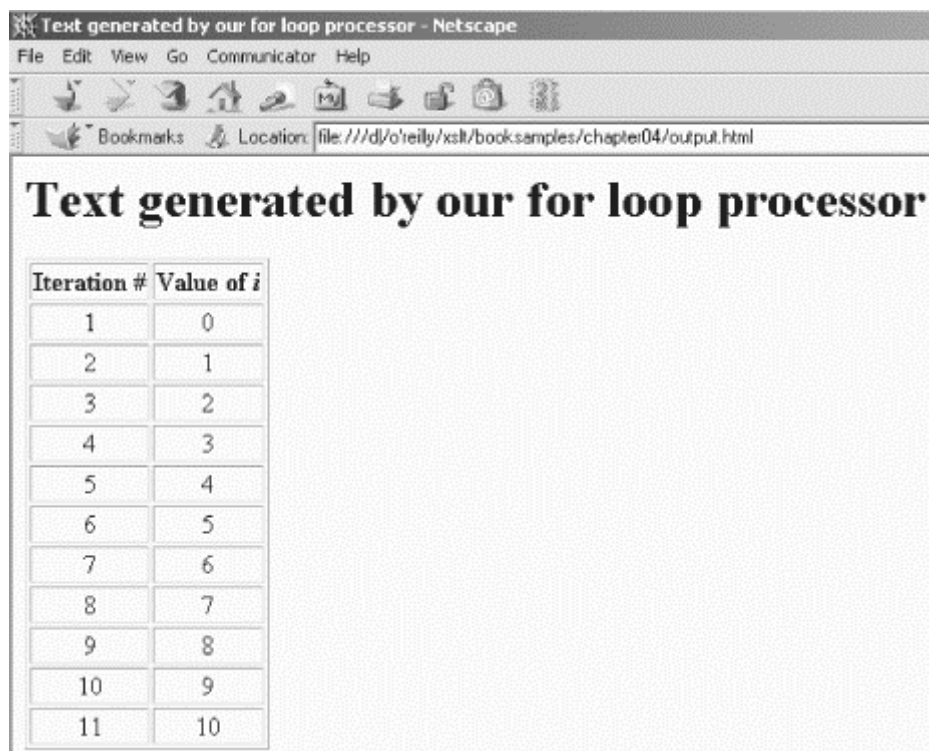 Text generated by our for loop processor - Netscape
File Edit View Go Communicator Help
My
Bookmarks Location: file:///d|/o'reilly/xslt/booksamples/chapter04/output.html
Text generated by our for loop processor
Iteration # Value of i
1 0
2 1
3 2
4 3
5 4
6 5
7 6
8 7
9 8
10 9
11 10